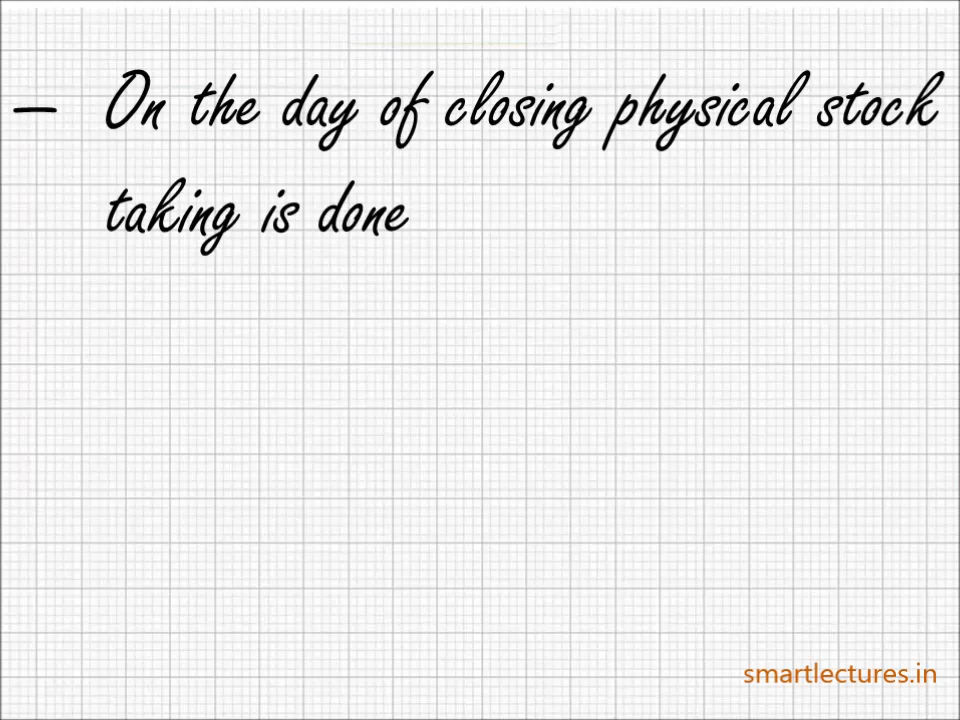 — On the day of closing physical stock
taking is done
smartlectures.in